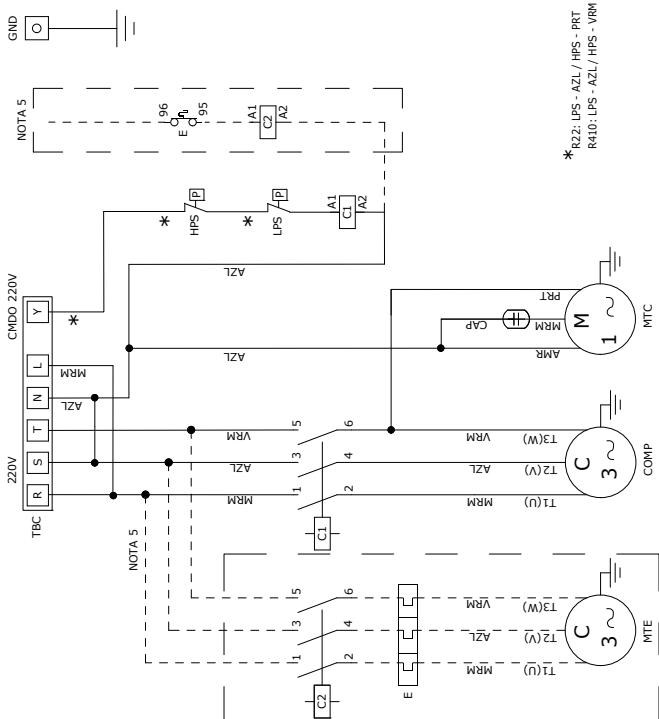 GND
NOTA 5
96
95
E
A1
A2
C2
*
HPS
P
*
LPS
P
A1
A2
C1
AZL
* R22: LPS - AZL / HPS - PRT
R410: LPS - AZL / HPS - VRM
CMDO 220V
220V
TBC
R
S
T
N
L
Y
*
MRM
AZL
AZL
VRM
AZL
MRM
NOTA 5
5
3
1
6
4
2
C1
VRM
AZL
MRM
T3(W)
T2(V)
T1(U)
C
3 ~
COMP
CAP
PRT
MRM
AMR
M
1 ~
MTC
5
3
1
6
4
2
C2
E
VRM
AZL
MRM
T3(W)
T2(V)
T1(U)
C
3 ~
MTE